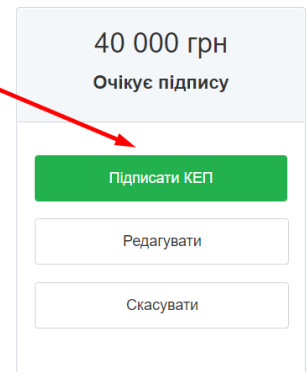 40 000 грн
Очікує підпису
Підписати КЕП
Редагувати
Скасувати